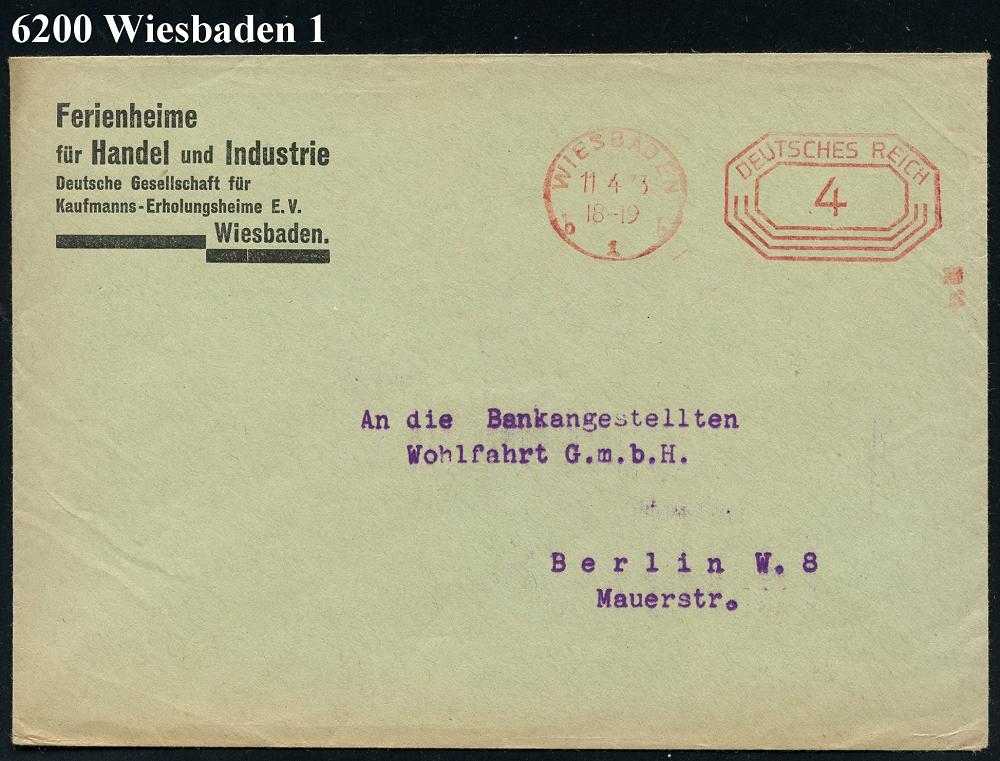 6200 Wiesbaden 1
Ferienheime
für Handel und Industrie
Deutsche Gesellschaft für
Kaufmanns-Erholungsheime E.V.
Wiesbaden.
WIESBADEN
11 4 3
18-19
b 1 b
DEUTSCHES REICH
4
An die Bankangestellten
Wohlfahrt G.m.b.H.
Berlin W. 8
Mauerstr.